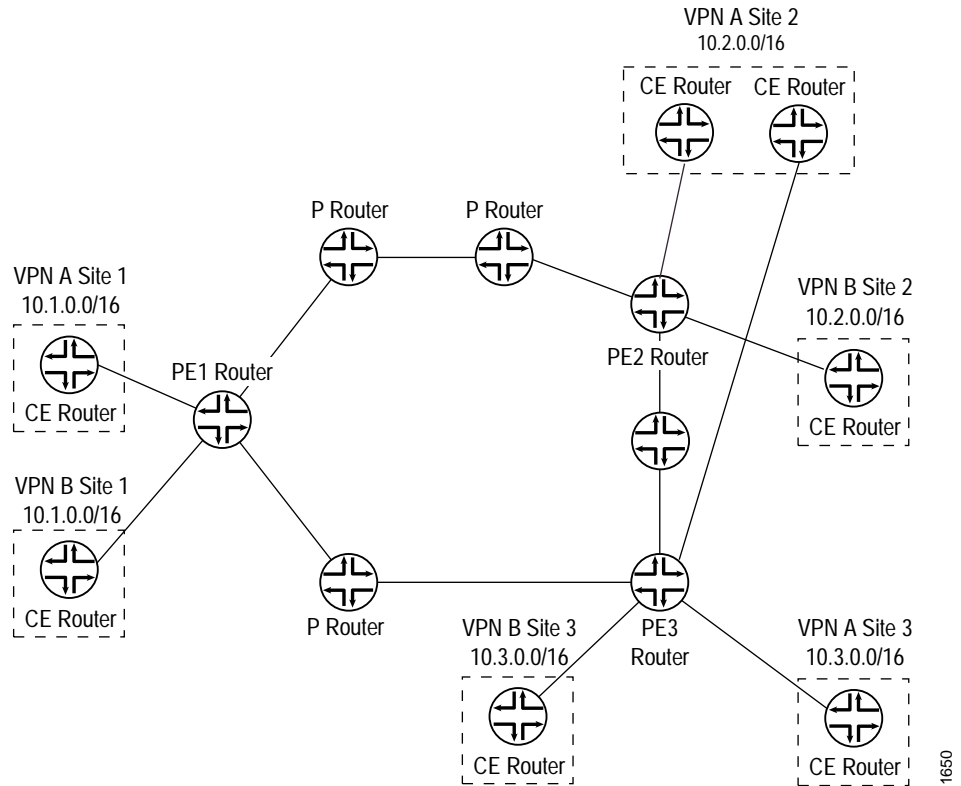 VPN A Site 2
10.2.0.0/16
CE Router
CE Router
P Router
P Router
VPN A Site 1
10.1.0.0/16
CE Router
PE1 Router
PE2 Router
VPN B Site 2
10.2.0.0/16
CE Router
VPN B Site 1
10.1.0.0/16
CE Router
P Router
VPN B Site 3
10.3.0.0/16
CE Router
PE3
Router
VPN A Site 3
10.3.0.0/16
CE Router
1650